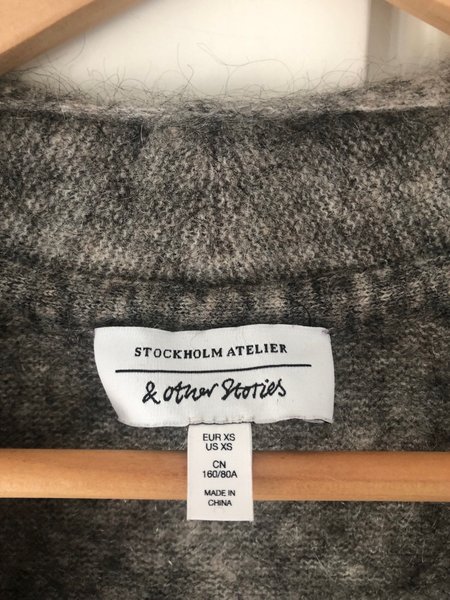 STOCKHOLM ATELIER
& Other Stories
EUR XS
US XS
CN
160/80A
MADE IN
CHINA